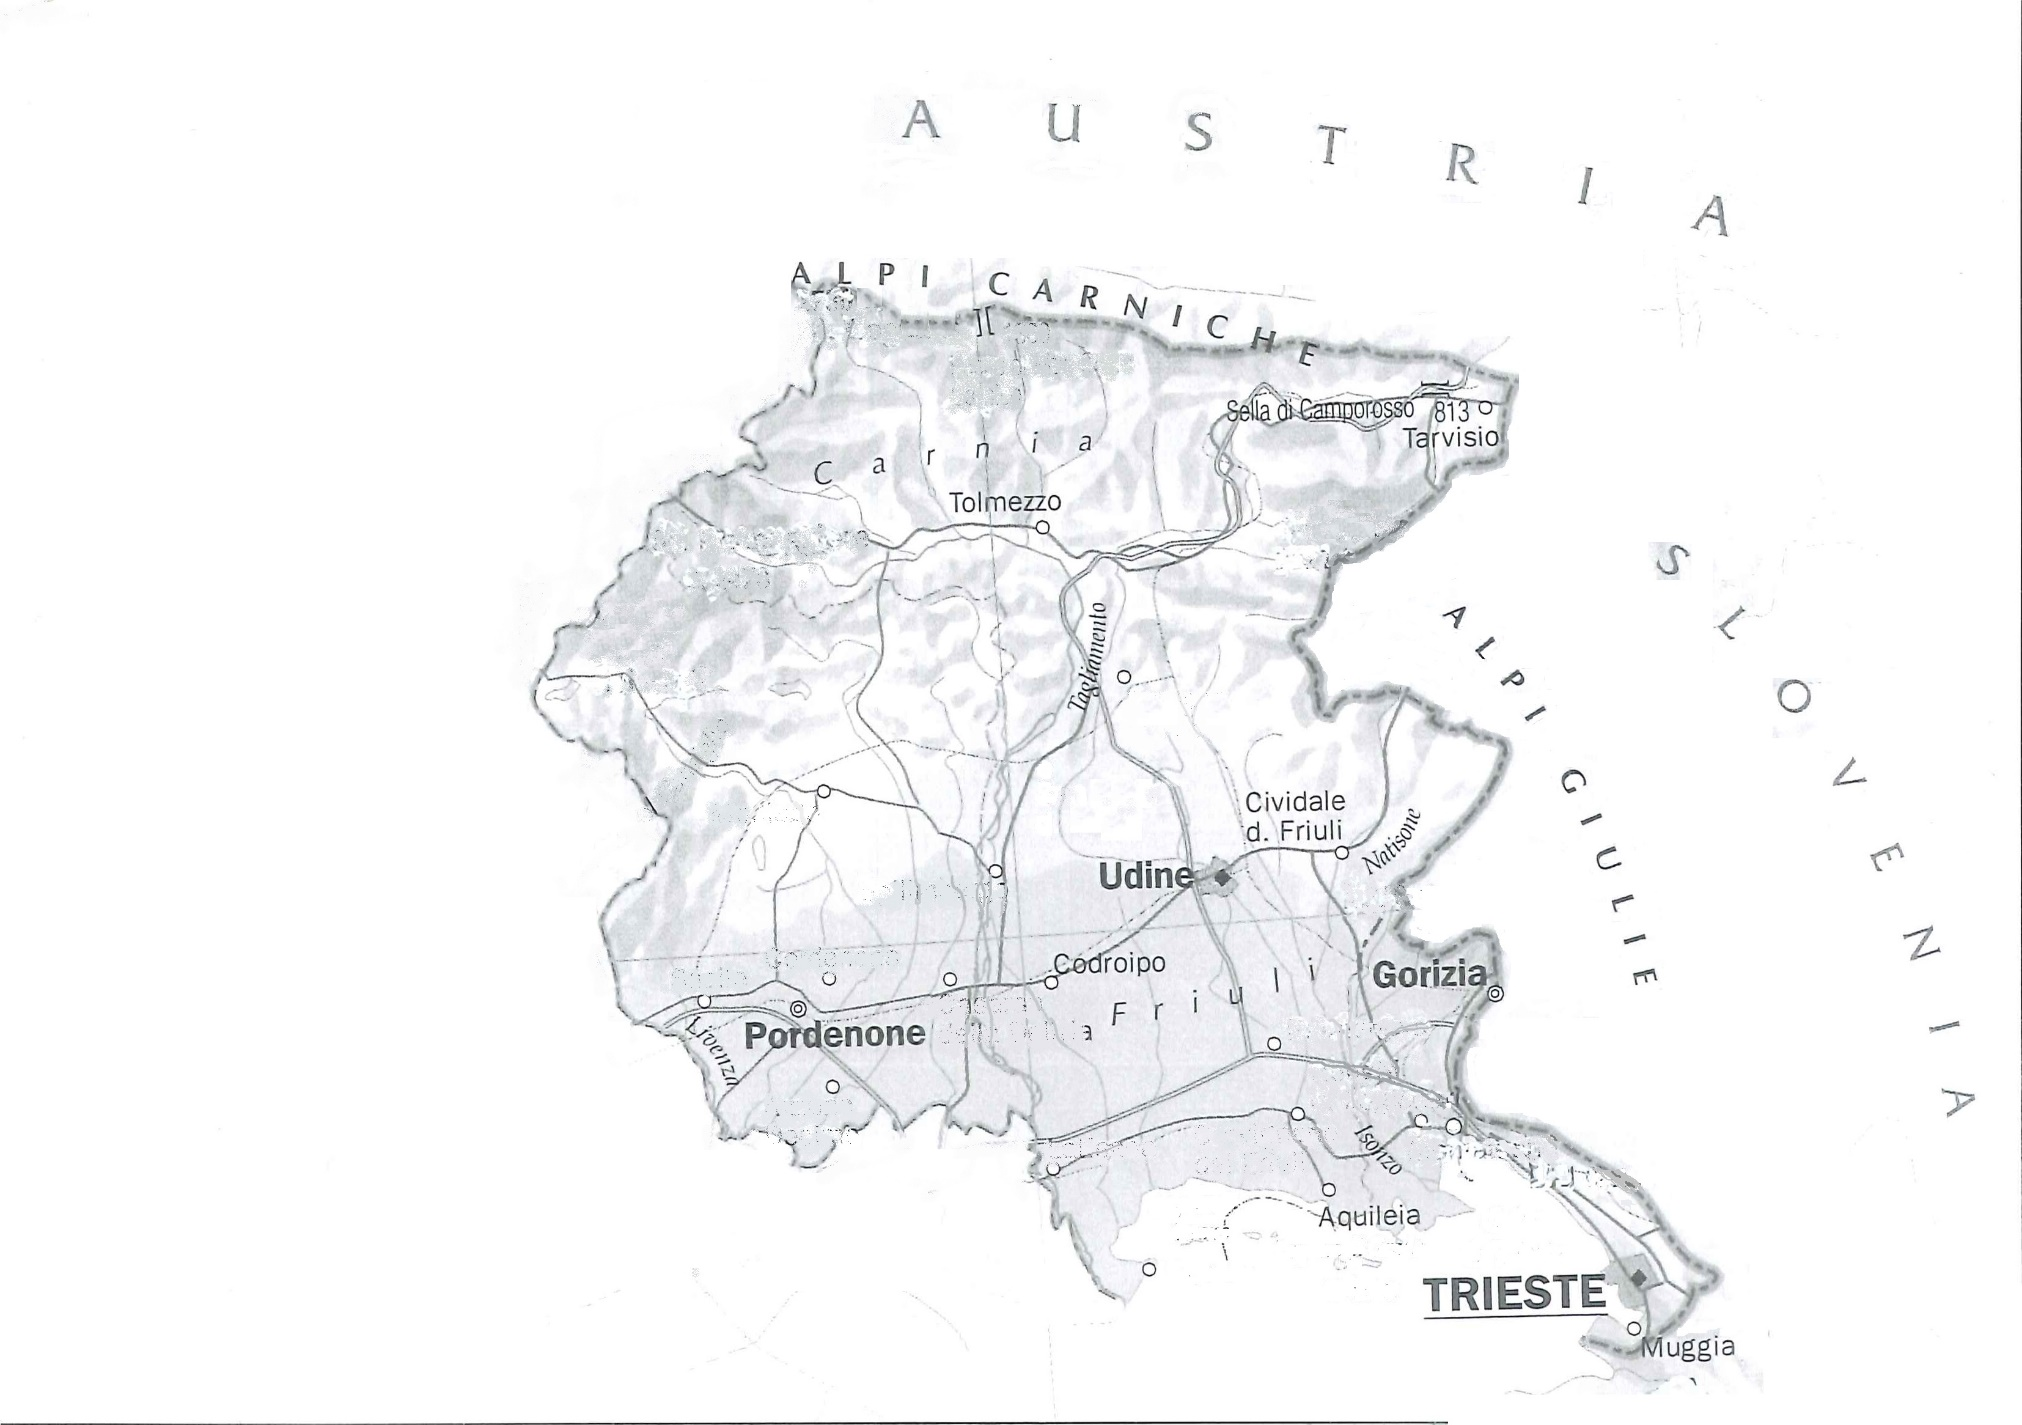 AUSTRIA
ALPI CARNICHE
Sella di Camporosso 813
Tarvisio
Carnia
Tolmezzo
SLOVENIA
ALPI GIULIE
Tagliamento
Cividale
d. Friuli
Natisone
Udine
Codroipo
Gorizia
Friuli
Pordenone
Livenza
a
Isonzo
Aquileia
TRIESTE
Muggia